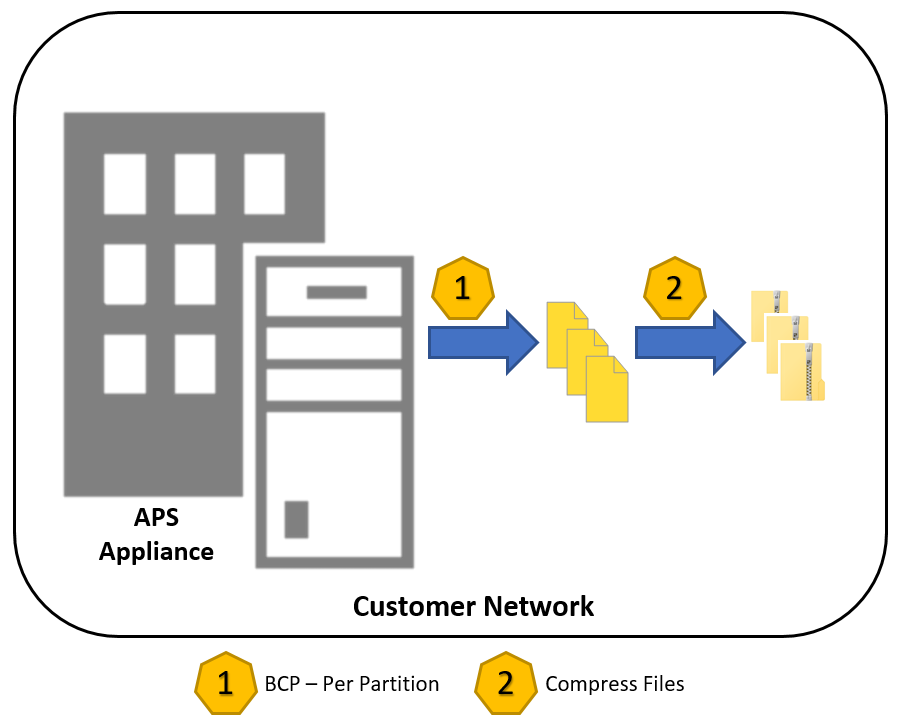 1
2
APS
Appliance
Customer Network
1 BCP – Per Partition
2 Compress Files